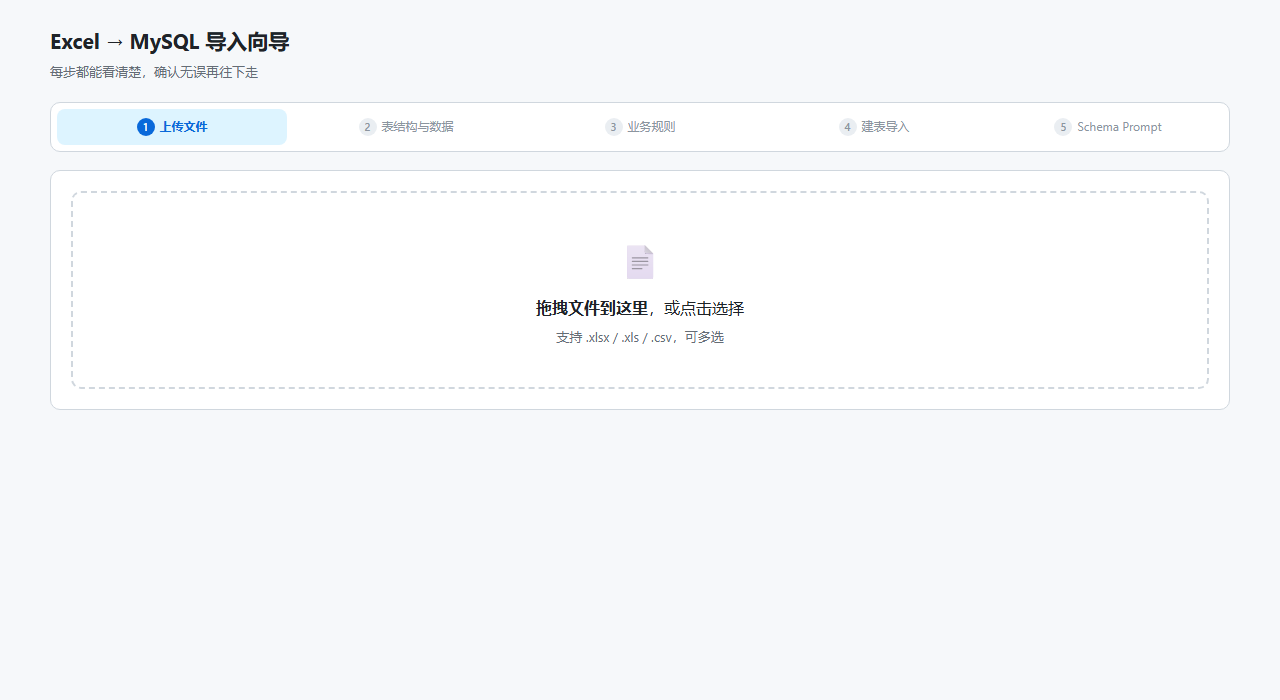 Excel → MySQL 导入向导
每步都能看清楚，确认无误再往下走
1 上传文件
2 表结构与数据
3 业务规则
4 建表导入
5 Schema Prompt
拖拽文件到这里，或点击选择
支持 .xlsx / .xls / .csv，可多选